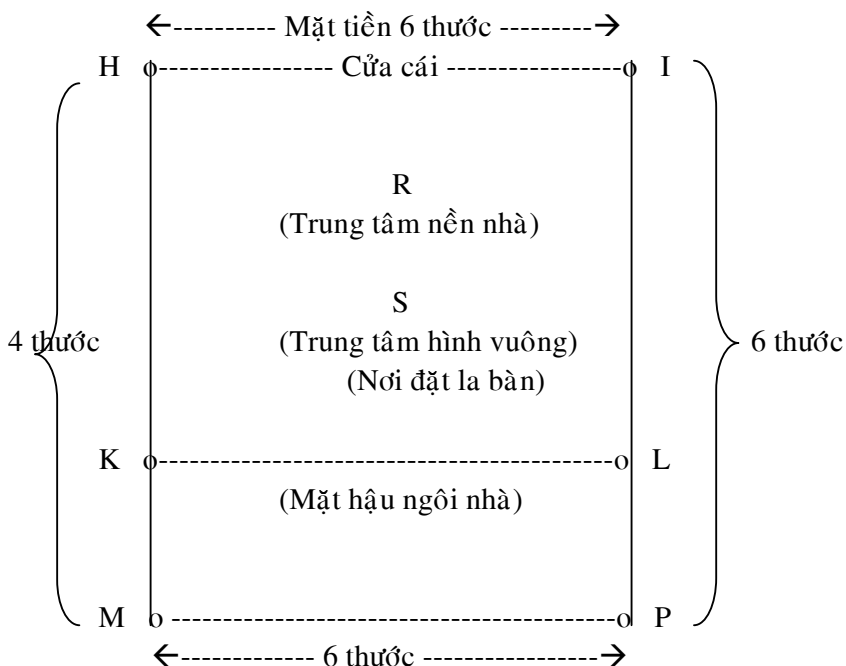 ←---------- Mặt tiền 6 thước ---------→
H o---------------- Cửa cái ----------------o I
R
(Trung tâm nền nhà)
S
4 thước (Trung tâm hình vuông) 6 thước
(Nơi đặt la bàn)
K o------------------------------------------o L
(Mặt hậu ngôi nhà)
M o ---------------------------------------o P
←------------ 6 thước ----------------→